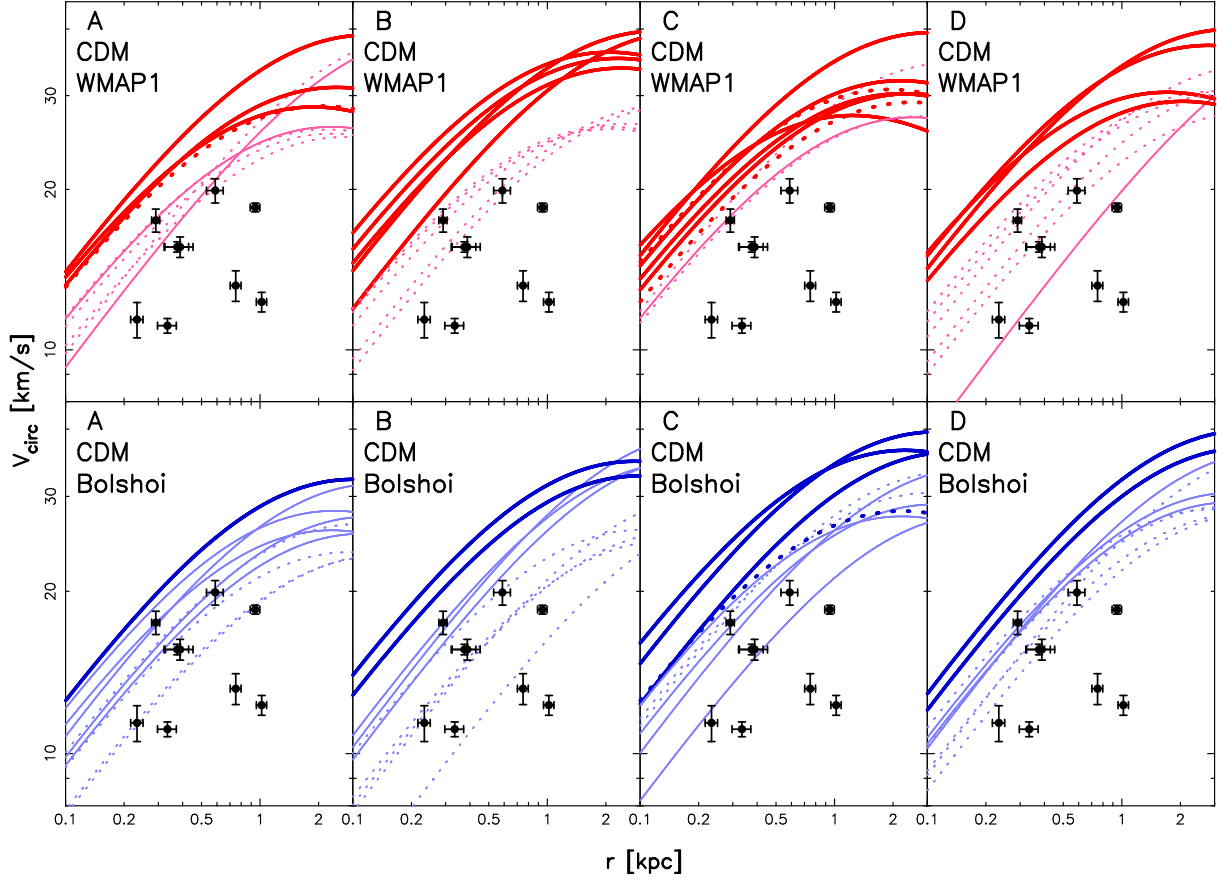 A B C D
CDM CDM CDM CDM
WMAP1 WMAP1 WMAP1 WMAP1
30
20
10
A B C D
CDM CDM CDM CDM
Bolshoi Bolshoi Bolshoi Bolshoi
30
20
10
V_circ [km/s]
0.1 0.2 0.5 1 2 0.1 0.2 0.5 1 2 0.1 0.2 0.5 1 2 0.1 0.2 0.5 1 2
r [kpc]